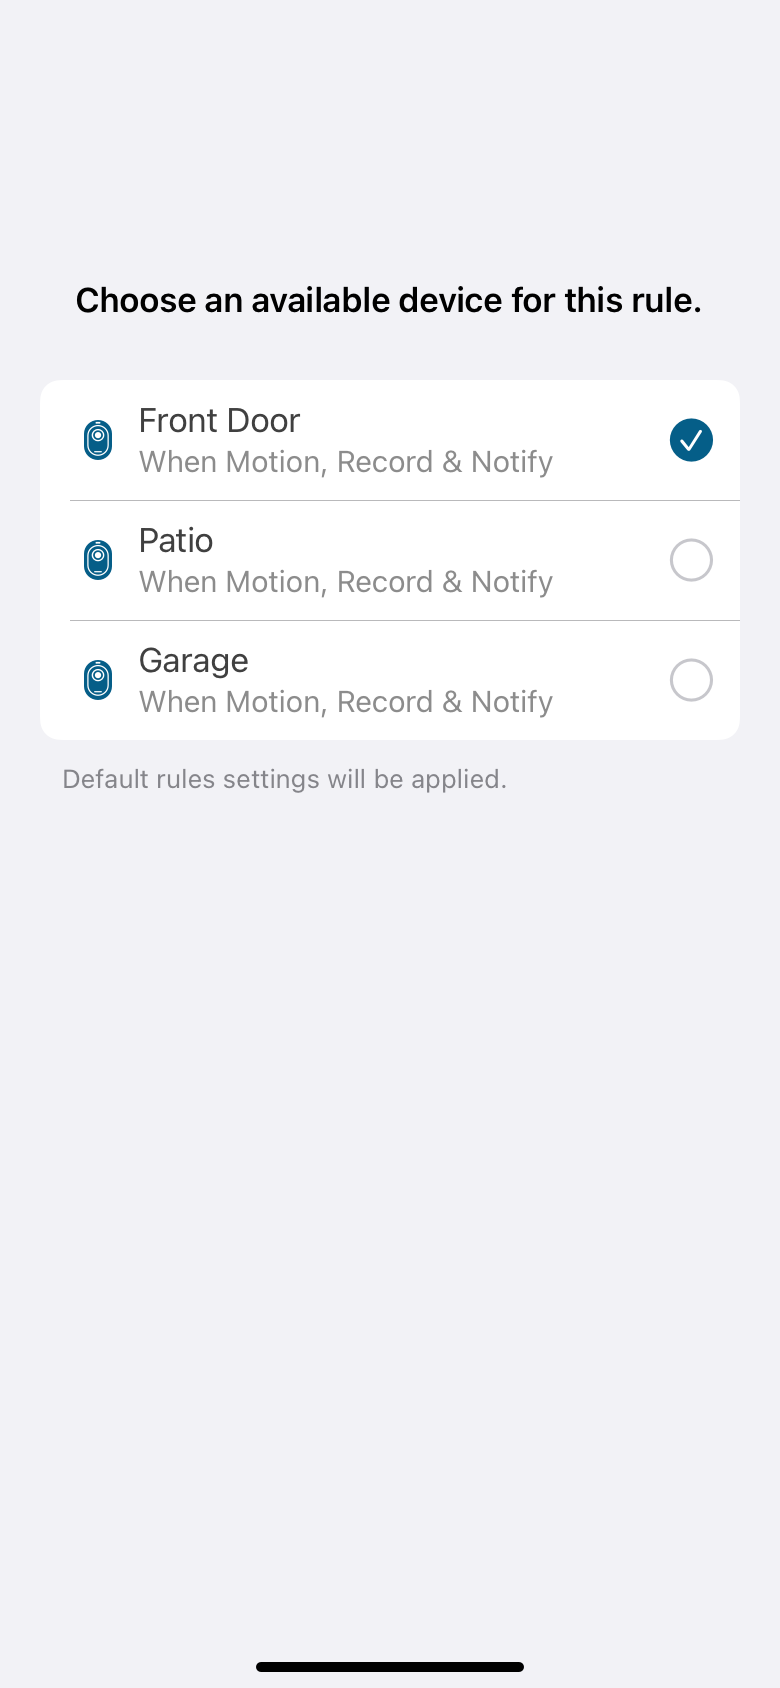 Choose an available device for this rule.
Front Door
When Motion, Record & Notify
Patio
When Motion, Record & Notify
Garage
When Motion, Record & Notify
Default rules settings will be applied.